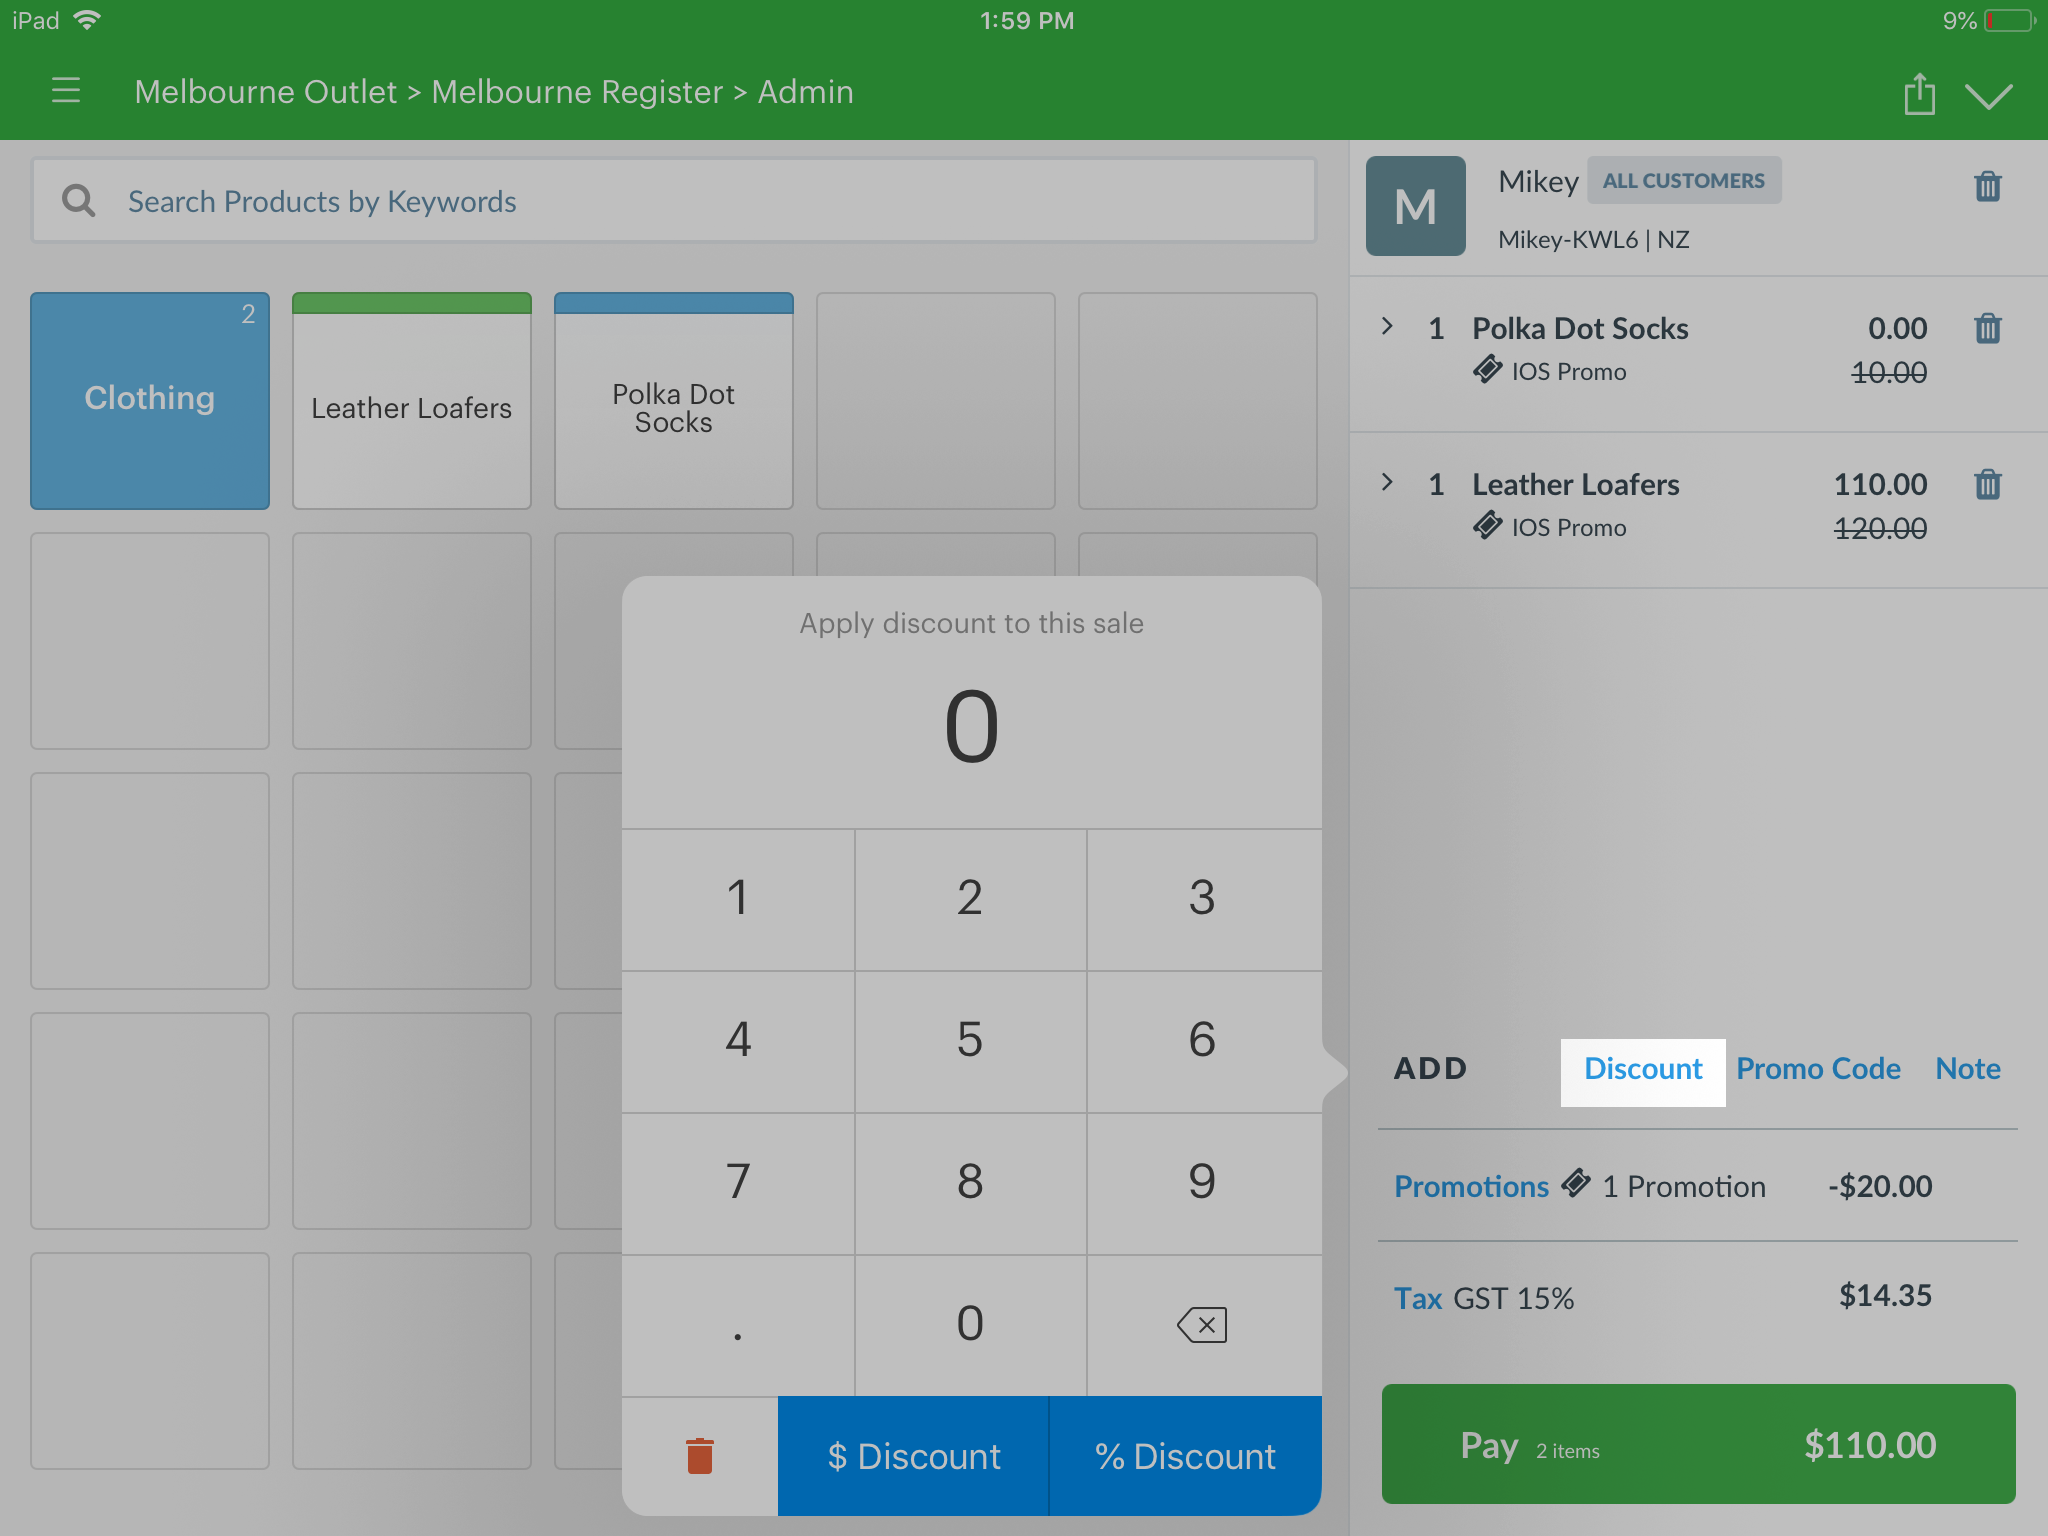 iPad
1:59 PM
9%
Melbourne Outlet > Melbourne Register > Admin
Search Products by Keywords
2
Clothing
Leather Loafers
Polka Dot
Socks
Apply discount to this sale
0
1 2 3
4 5 6
7 8 9
. 0
$ Discount
% Discount
M
Mikey ALL CUSTOMERS
Mikey-KWL6 | NZ
1 Polka Dot Socks 0.00
IOS Promo 10.00
1 Leather Loafers 110.00
IOS Promo 120.00
ADD Discount Promo Code Note
Promotions 1 Promotion -$20.00
Tax GST 15% $14.35
Pay 2 items $110.00